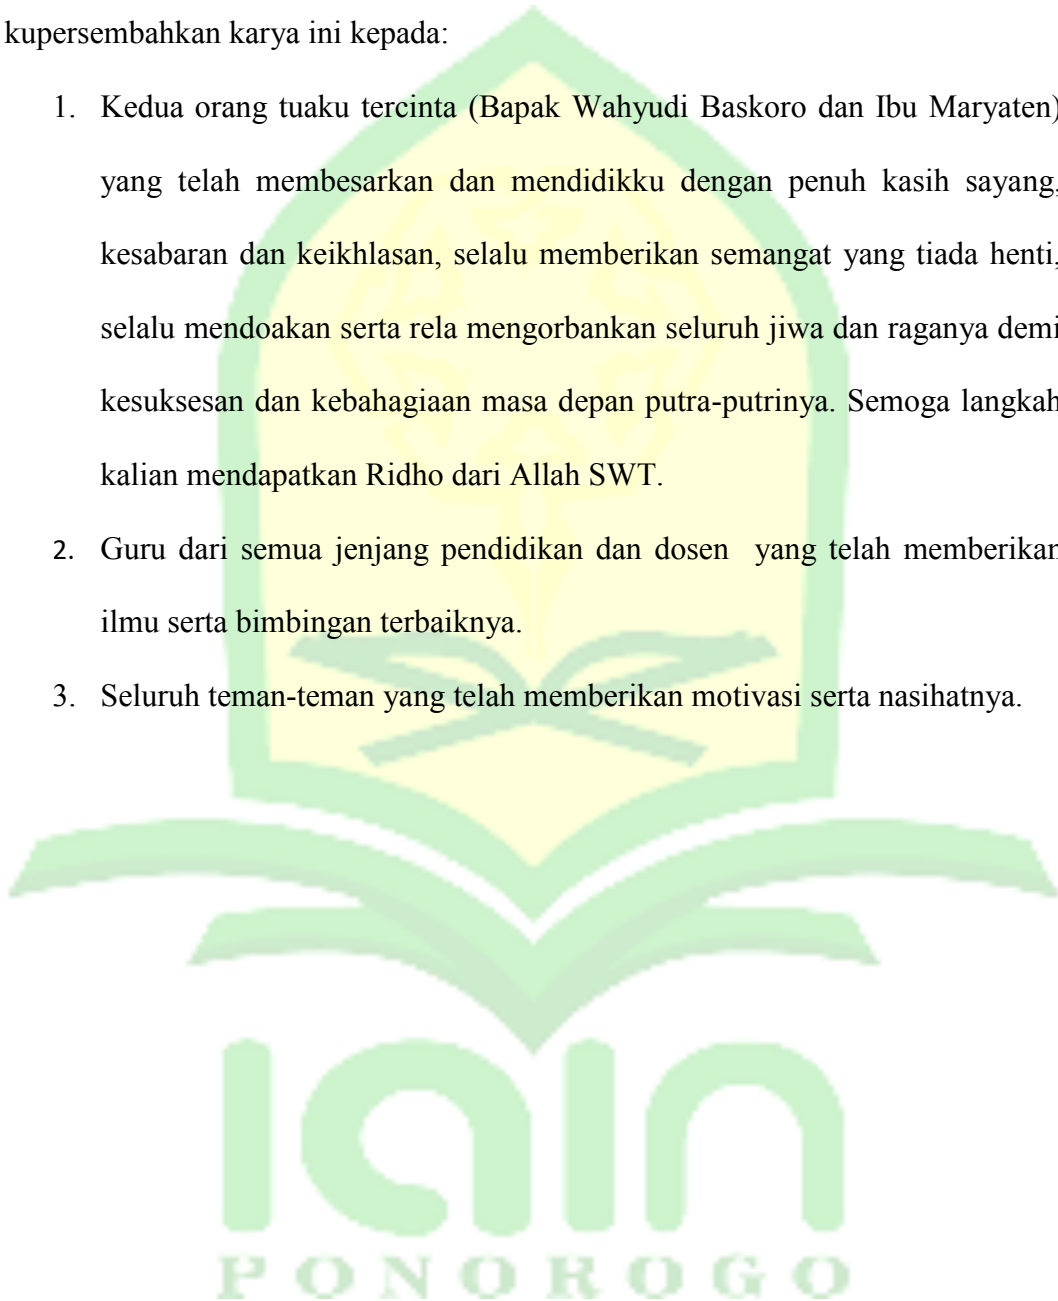 kupersembahkan karya ini kepada:
1. Kedua orang tuaku tercinta (Bapak Wahyudi Baskoro dan Ibu Maryaten)
yang telah membesarkan dan mendidikku dengan penuh kasih sayang,
kesabaran dan keikhlasan, selalu memberikan semangat yang tiada henti,
selalu mendoakan serta rela mengorbankan seluruh jiwa dan raganya demi
kesuksesan dan kebahagiaan masa depan putra-putrinya. Semoga langkah
kalian mendapatkan Ridho dari Allah SWT.
2. Guru dari semua jenjang pendidikan dan dosen  yang telah memberikan
ilmu serta bimbingan terbaiknya.
3. Seluruh teman-teman yang telah memberikan motivasi serta nasihatnya.
iain
PONOROGO